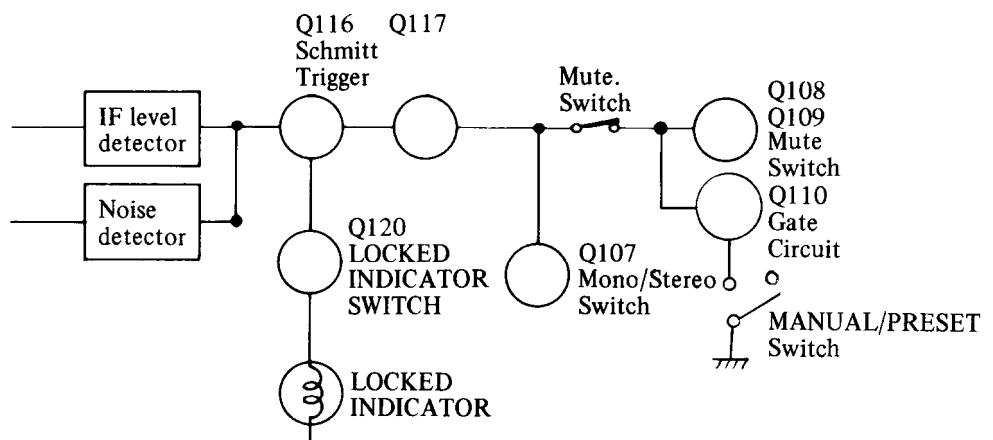 Q116
Schmitt
Trigger
Q117
IF level
detector
Noise
detector
Mute.
Switch
Q108
Q109
Mute
Switch
Q110
Gate
Circuit
Q120
LOCKED
INDICATOR
SWITCH
Q107
Mono/Stereo
Switch
MANUAL/PRESET
Switch
LOCKED
INDICATOR